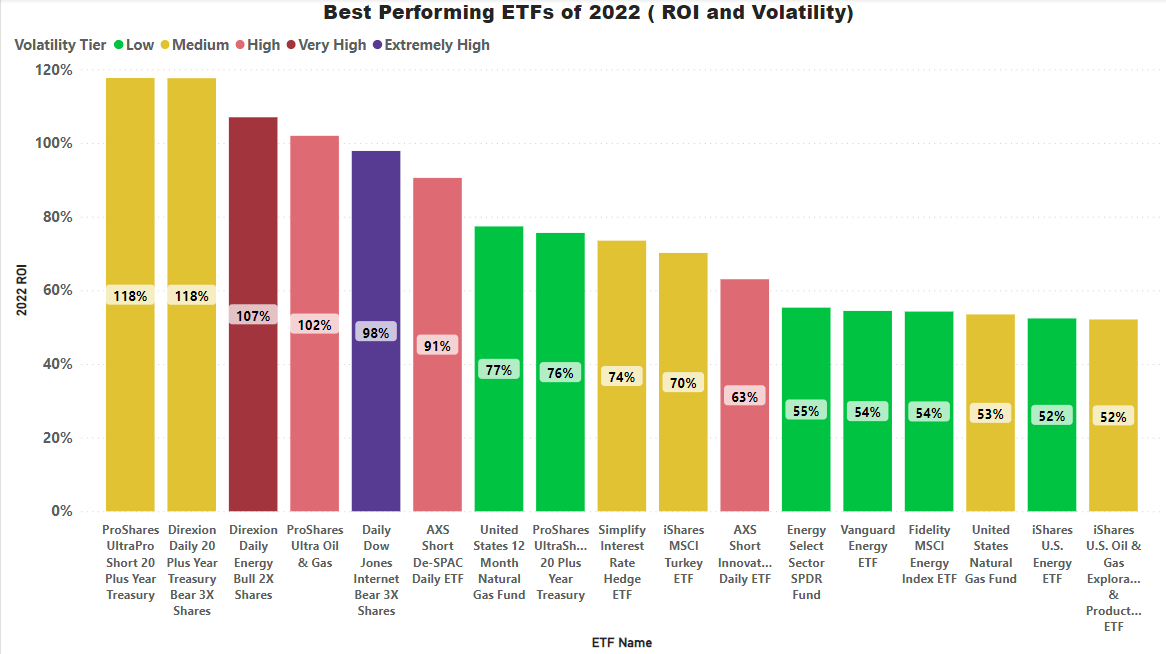 Best Performing ETFs of 2022 ( ROI and Volatility)
Volatility Tier Low Medium High Very High Extremely High
120%
100%
80%
60%
40%
20%
0%
2022 ROI
118%
118%
107%
102%
98%
91%
77%
76%
74%
70%
63%
55%
54%
54%
53%
52%
52%
ProShares
UltraPro
Short 20
Plus Year
Treasury
Direxion
Daily 20
Plus Year
Treasury
Bear 3X
Shares
Direxion
Daily
Energy
Bull 2X
Shares
ProShares
Ultra Oil
& Gas
Daily
Dow
Jones
Internet
Bear 3X
Shares
AXS
Short
De-SPAC
Daily ETF
United
States 12
Month
Natural
Gas Fund
ProShares
UltraSh...
20 Plus
Year
Treasury
Simplify
Interest
Rate
Hedge
ETF
iShares
MSCI
Turkey
ETF
AXS
Short
Innovat...
Daily ETF
Energy
Select
Sector
SPDR
Fund
Vanguard
Energy
ETF
Fidelity
MSCI
Energy
Index ETF
United
States
Natural
Gas Fund
iShares
U.S.
Energy
ETF
iShares
U.S. Oil &
Gas
Explora...
&
Product...
ETF
ETF Name